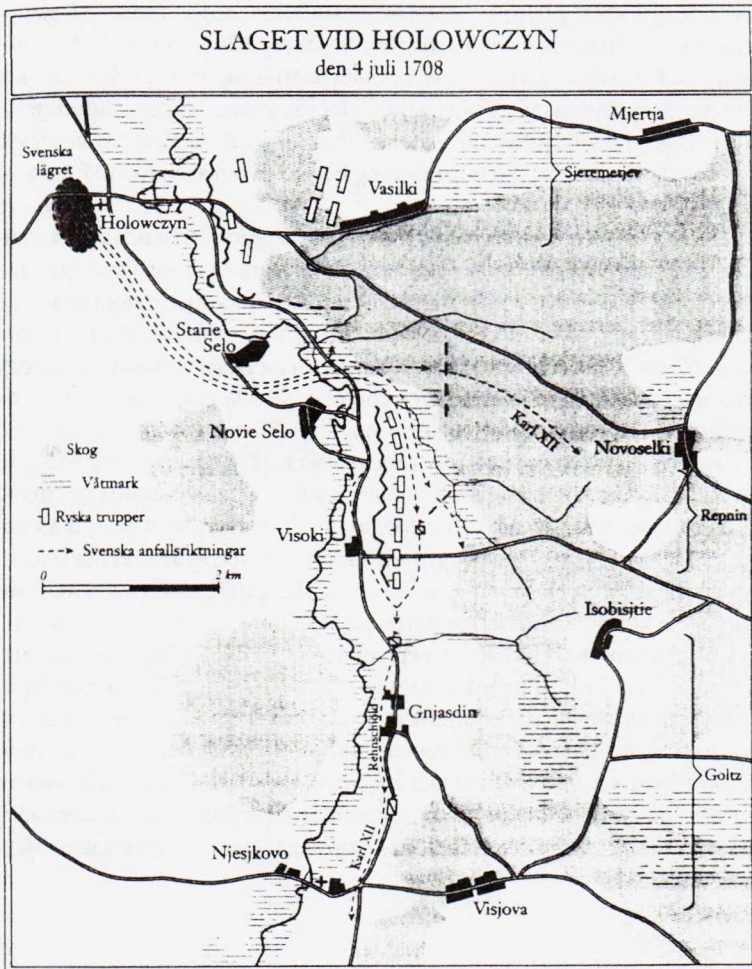 SLAGET VID HOLOWCZYN
den 4 juli 1708
Mjertja
Svenska
lägret
Vasilki
Sjeremetjev
Holowczyn
Starie
Selo
Karl XII
Novie Selo
Novoselki
Skog
Våtmark
Ryska trupper
Repnin
Visoki
Svenska anfallsriktningar
0 2 km
Isobisjtie
Gnjasdin
Rehnschiöld
Goltz
Karl XII
Njesjkovo
Visjova